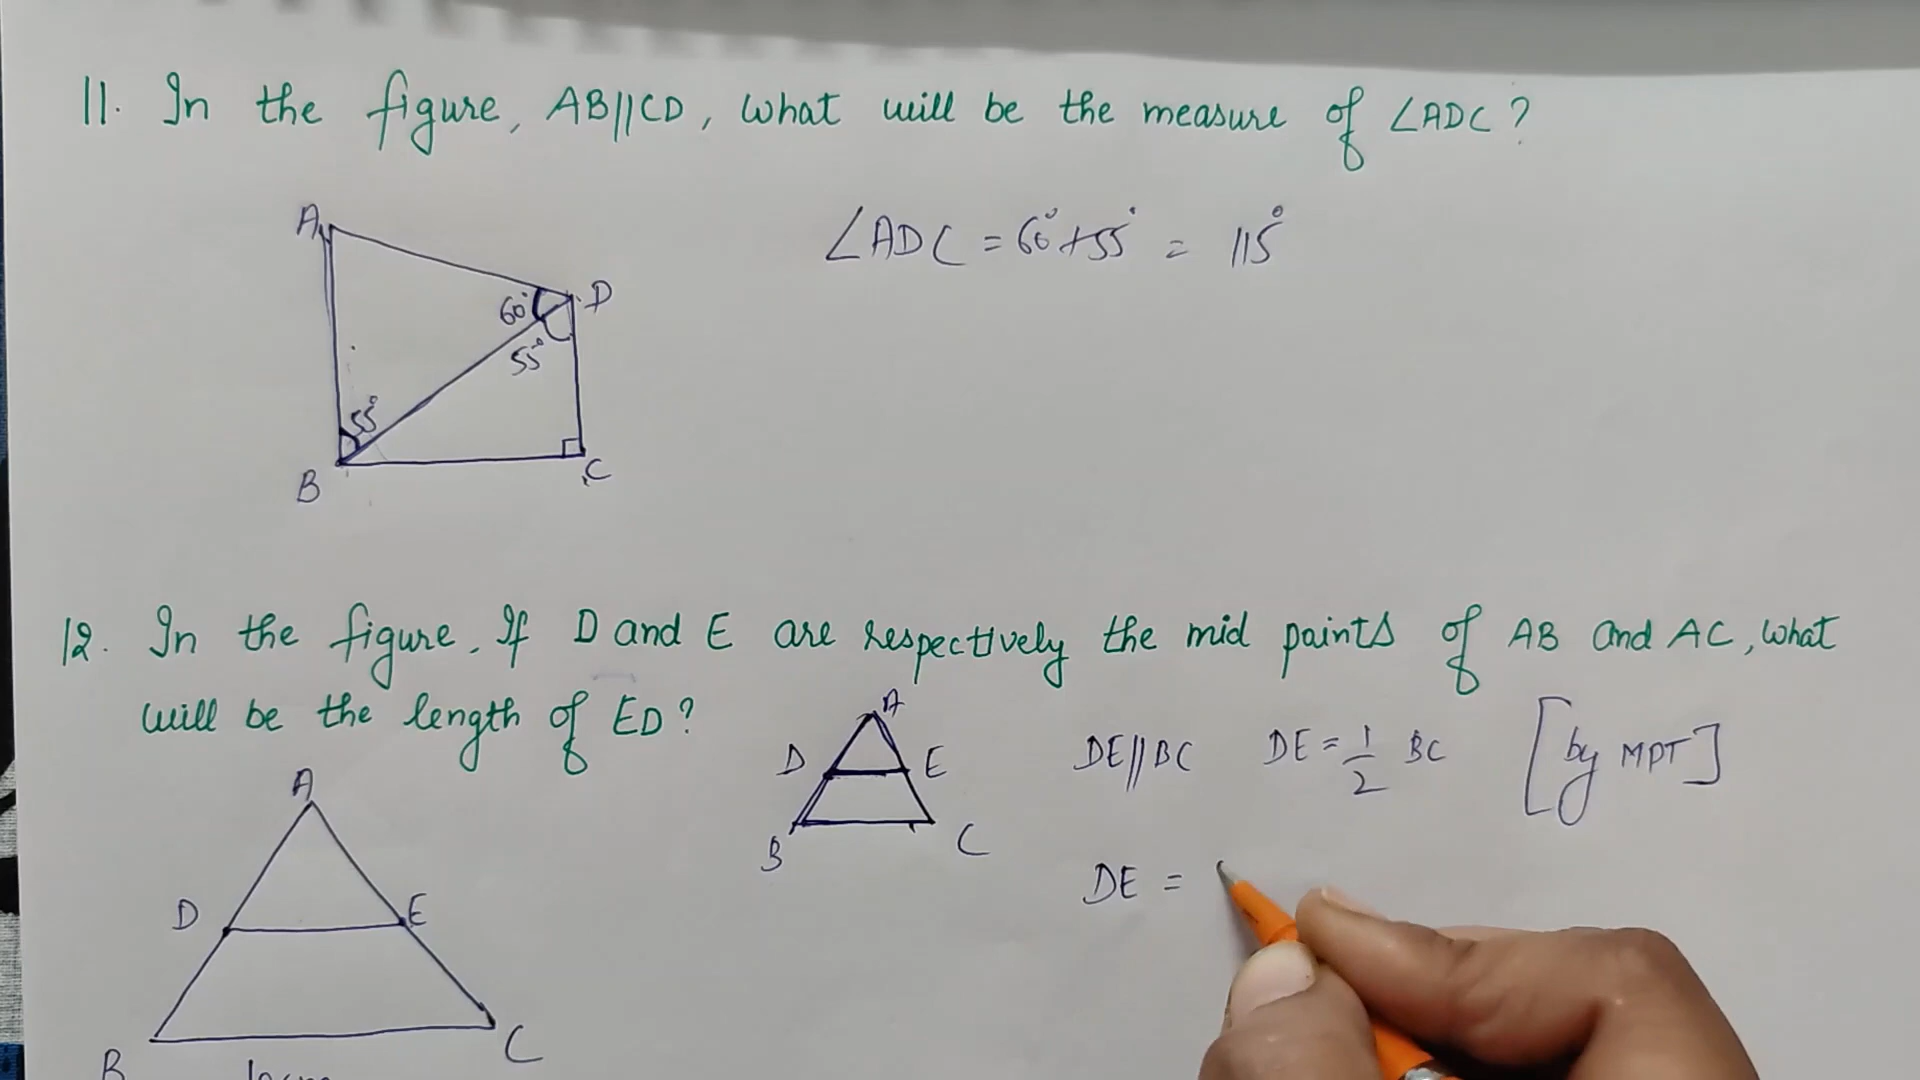 11. In the figure, AB||CD, what will be the measure of ∠ADC?
A
∠ADC = 60° + 55° = 115°
60°
D
55°
55°
B
C
12. In the figure, If D and E are respectively the mid points of AB and AC, what
will be the length of ED?
A
D
E
B
C
DE||BC DE = 1/2 BC [by MPT]
DE =
A
D
E
B
C